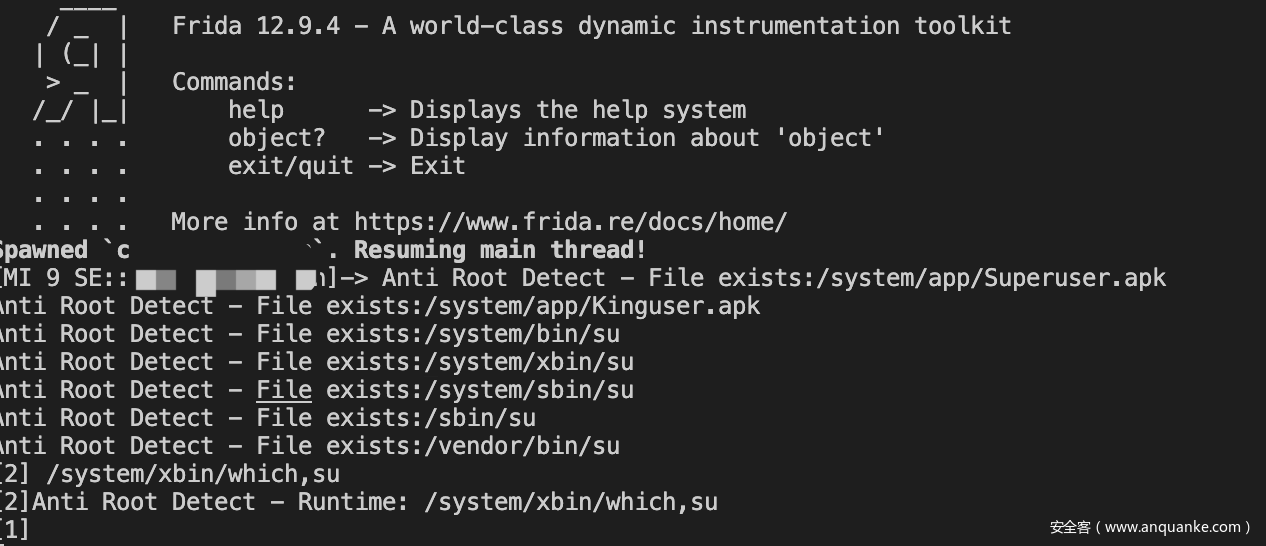 Frida 12.9.4 - A world-class dynamic instrumentation toolkit
Commands:
help -> Displays the help system
object? -> Display information about 'object'
exit/quit -> Exit
More info at https://www.frida.re/docs/home/
Spawned `c `. Resuming main thread!
[MI 9 SE:: ]-> Anti Root Detect - File exists:/system/app/Superuser.apk
Anti Root Detect - File exists:/system/app/Kinguser.apk
Anti Root Detect - File exists:/system/bin/su
Anti Root Detect - File exists:/system/xbin/su
Anti Root Detect - File exists:/system/sbin/su
Anti Root Detect - File exists:/sbin/su
Anti Root Detect - File exists:/vendor/bin/su
[2] /system/xbin/which,su
[2]Anti Root Detect - Runtime: /system/xbin/which,su
[1]
安全客（www.anquanke.com）